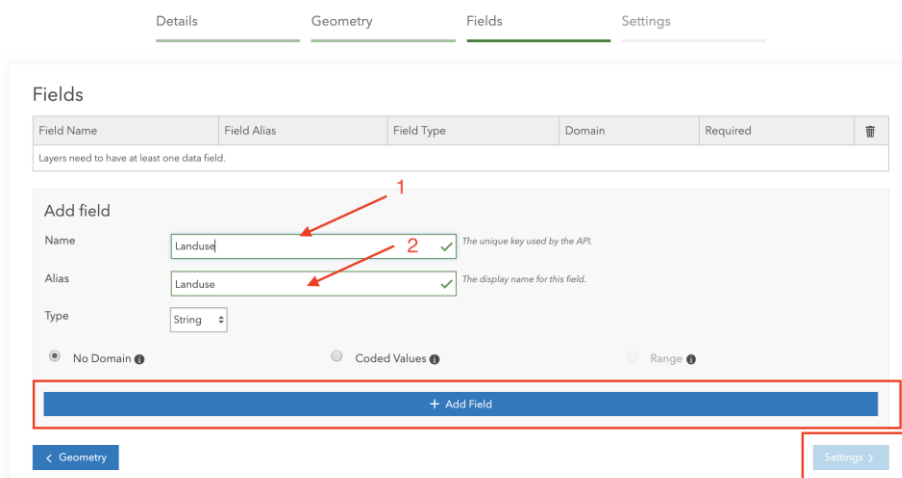 Details Geometry Fields Settings
Fields
Field Name Field Alias Field Type Domain Required
Layers need to have at least one data field.
1
Add field
Name Landuse The unique key used by the API.
2
Alias Landuse The display name for this field.
Type String
No Domain Coded Values Range
+ Add Field
< Geometry Settings >